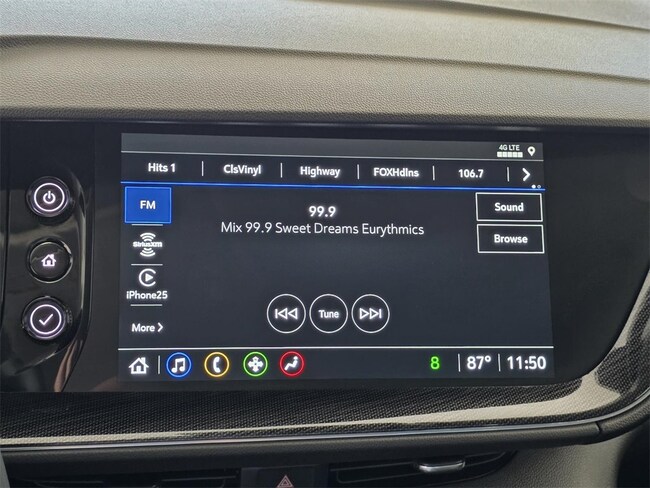 4G LTE
Hits 1 ClsVinyl Highway FOXHdlns 106.7
FM
99.9
Mix 99.9 Sweet Dreams Eurythmics
Sound
Browse
SiriusXM
iPhone25
More
Tune
8 87° 11:50